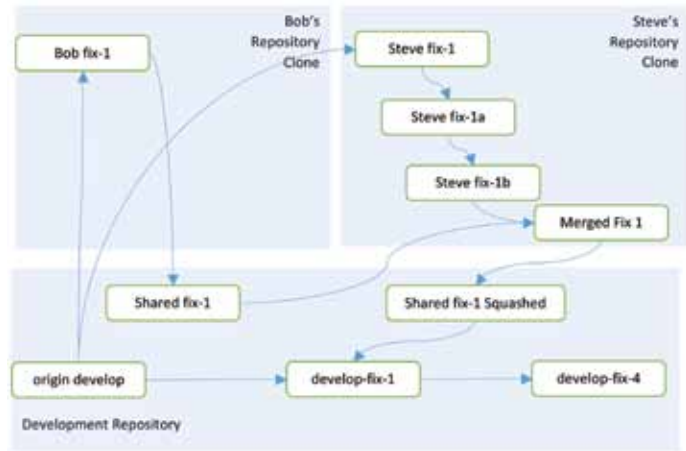 Bob's
Repository
Clone
Bob fix-1
Steve's
Repository
Clone
Steve fix-1
Steve fix-1a
Steve fix-1b
Merged Fix 1
Shared fix-1
Shared fix-1 Squashed
origin develop
develop-fix-1
develop-fix-4
Development Repository